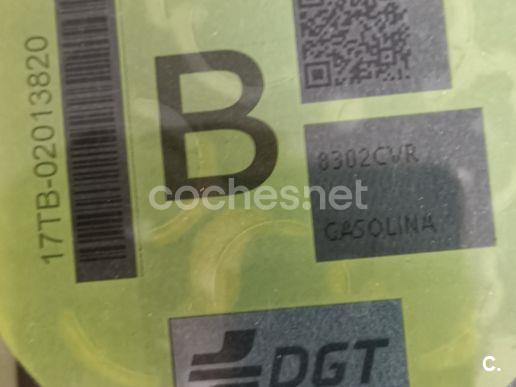 17TB-02013820
B
8302CVR
GASOLINA
coches.net
DGT
C.